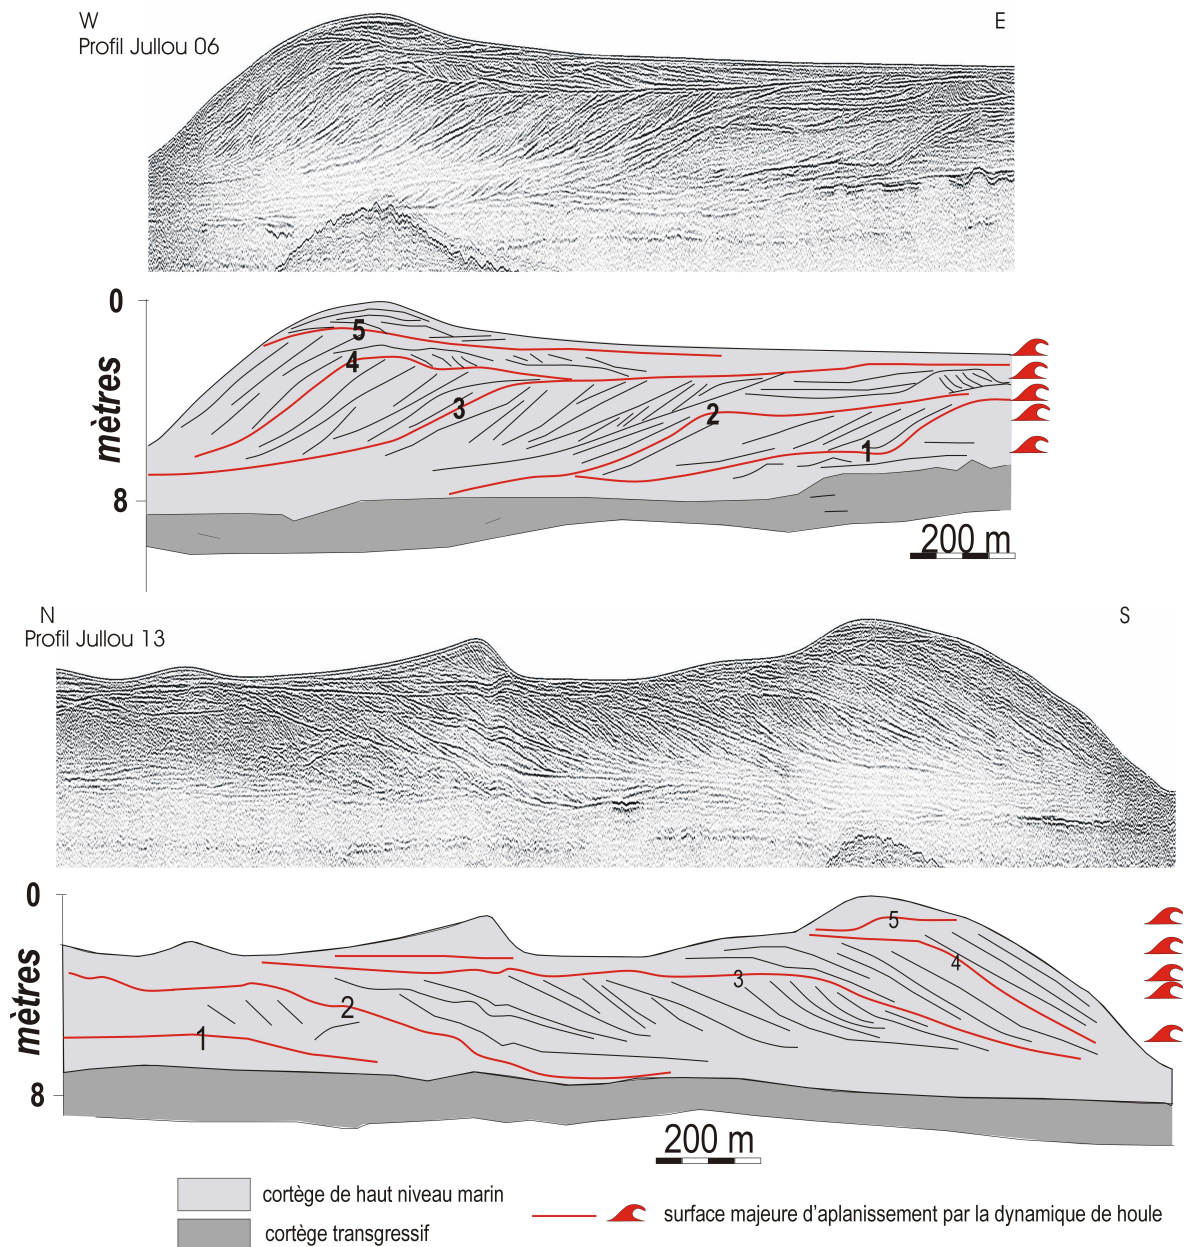 W
E
Profil Jullou 06
0
5
4
3
2
1
mètres
8
200 m
N
S
Profil Jullou 13
0
5
4
3
2
1
mètres
8
200 m
cortège de haut niveau marin
surface majeure d'aplanissement par la dynamique de houle
cortège transgressif